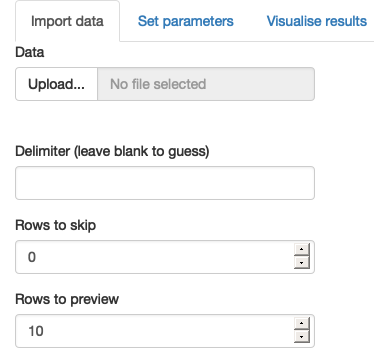 Import data Set parameters Visualise results
Data
Upload... No file selected
Delimiter (leave blank to guess)
Rows to skip
0
Rows to preview
10